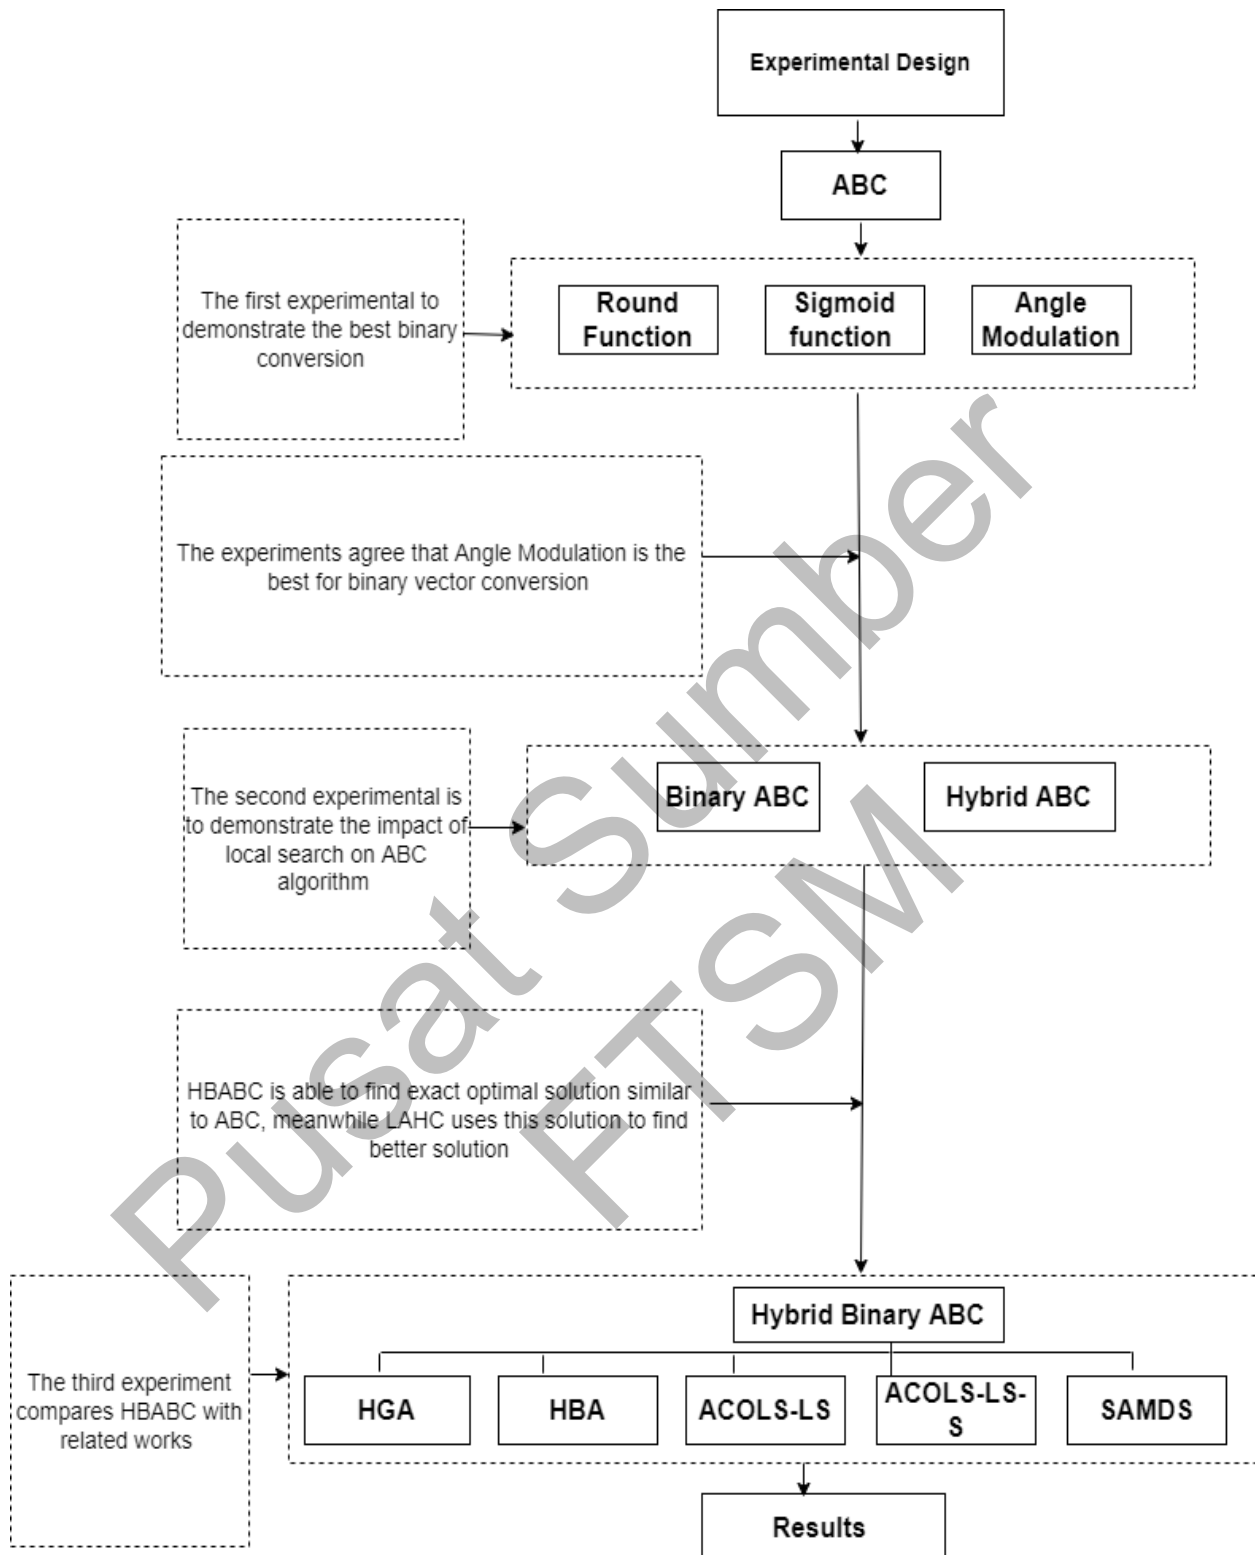 Experimental Design
ABC
The first experimental to
demonstrate the best binary
conversion
Round
Function
Sigmoid
function
Angle
Modulation
The experiments agree that Angle Modulation is the
best for binary vector conversion
The second experimental is
to demonstrate the impact of
local search on ABC
algorithm
Binary ABC
Hybrid ABC
HBABC is able to find exact optimal solution similar
to ABC, meanwhile LAHC uses this solution to find
better solution
The third experiment
compares HBABC with
related works
Hybrid Binary ABC
HGA
HBA
ACOLS-LS
ACOLS-LS-
S
SAMDS
Results
Pusat Sumber
FTSM